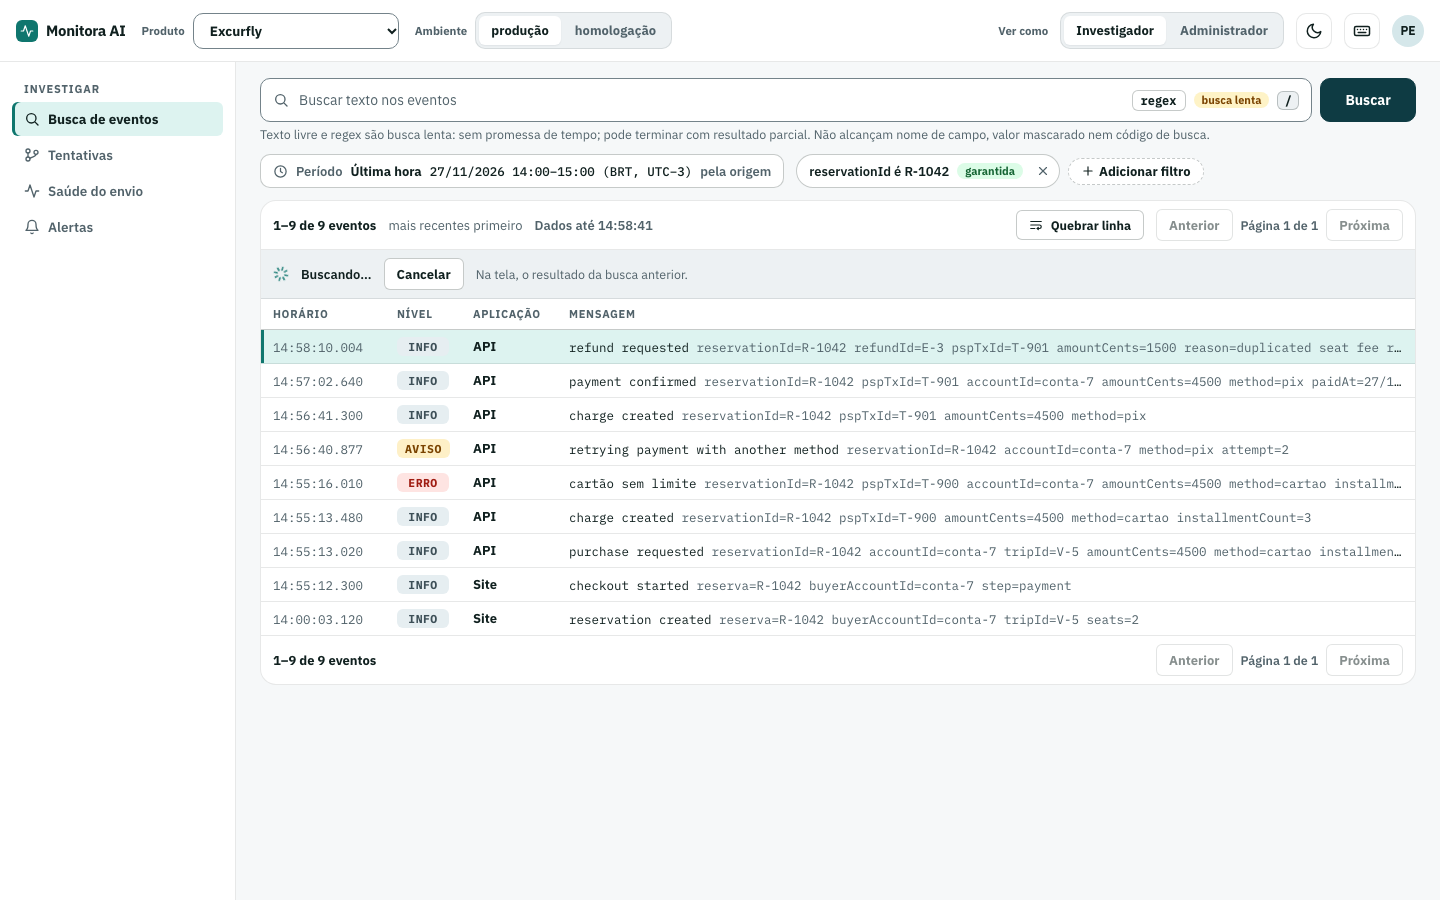 Monitora AI Produto Excurfly Ambiente produção homologação Ver como Investigador Administrador PE
INVESTIGAR
Busca de eventos
Tentativas
Saúde do envio
Alertas
Buscar texto nos eventos regex busca lenta / Buscar
Texto livre e regex são busca lenta: sem promessa de tempo; pode terminar com resultado parcial. Não alcançam nome de campo, valor mascarado nem código de busca.
Período Última hora 27/11/2026 14:00–15:00 (BRT, UTC−3) pela origem reservationId é R-1042 garantida × + Adicionar filtro
1–9 de 9 eventos mais recentes primeiro Dados até 14:58:41 Quebrar linha Anterior Página 1 de 1 Próxima
Buscando… Cancelar Na tela, o resultado da busca anterior.
HORÁRIO NÍVEL APLICAÇÃO MENSAGEM
14:58:10.004 INFO API refund requested reservationId=R-1042 refundId=E-3 pspTxId=T-901 amountCents=1500 reason=duplicated seat fee r…
14:57:02.640 INFO API payment confirmed reservationId=R-1042 pspTxId=T-901 accountId=conta-7 amountCents=4500 method=pix paidAt=27/1…
14:56:41.300 INFO API charge created reservationId=R-1042 pspTxId=T-901 amountCents=4500 method=pix
14:56:40.877 AVISO API retrying payment with another method reservationId=R-1042 accountId=conta-7 method=pix attempt=2
14:55:16.010 ERRO API cartão sem limite reservationId=R-1042 pspTxId=T-900 accountId=conta-7 amountCents=4500 method=cartao installm…
14:55:13.480 INFO API charge created reservationId=R-1042 pspTxId=T-900 amountCents=4500 method=cartao installmentCount=3
14:55:13.020 INFO API purchase requested reservationId=R-1042 accountId=conta-7 tripId=V-5 amountCents=4500 method=cartao installmen…
14:55:12.300 INFO Site checkout started reserva=R-1042 buyerAccountId=conta-7 step=payment
14:00:03.120 INFO Site reservation created reserva=R-1042 buyerAccountId=conta-7 tripId=V-5 seats=2
1–9 de 9 eventos Anterior Página 1 de 1 Próxima